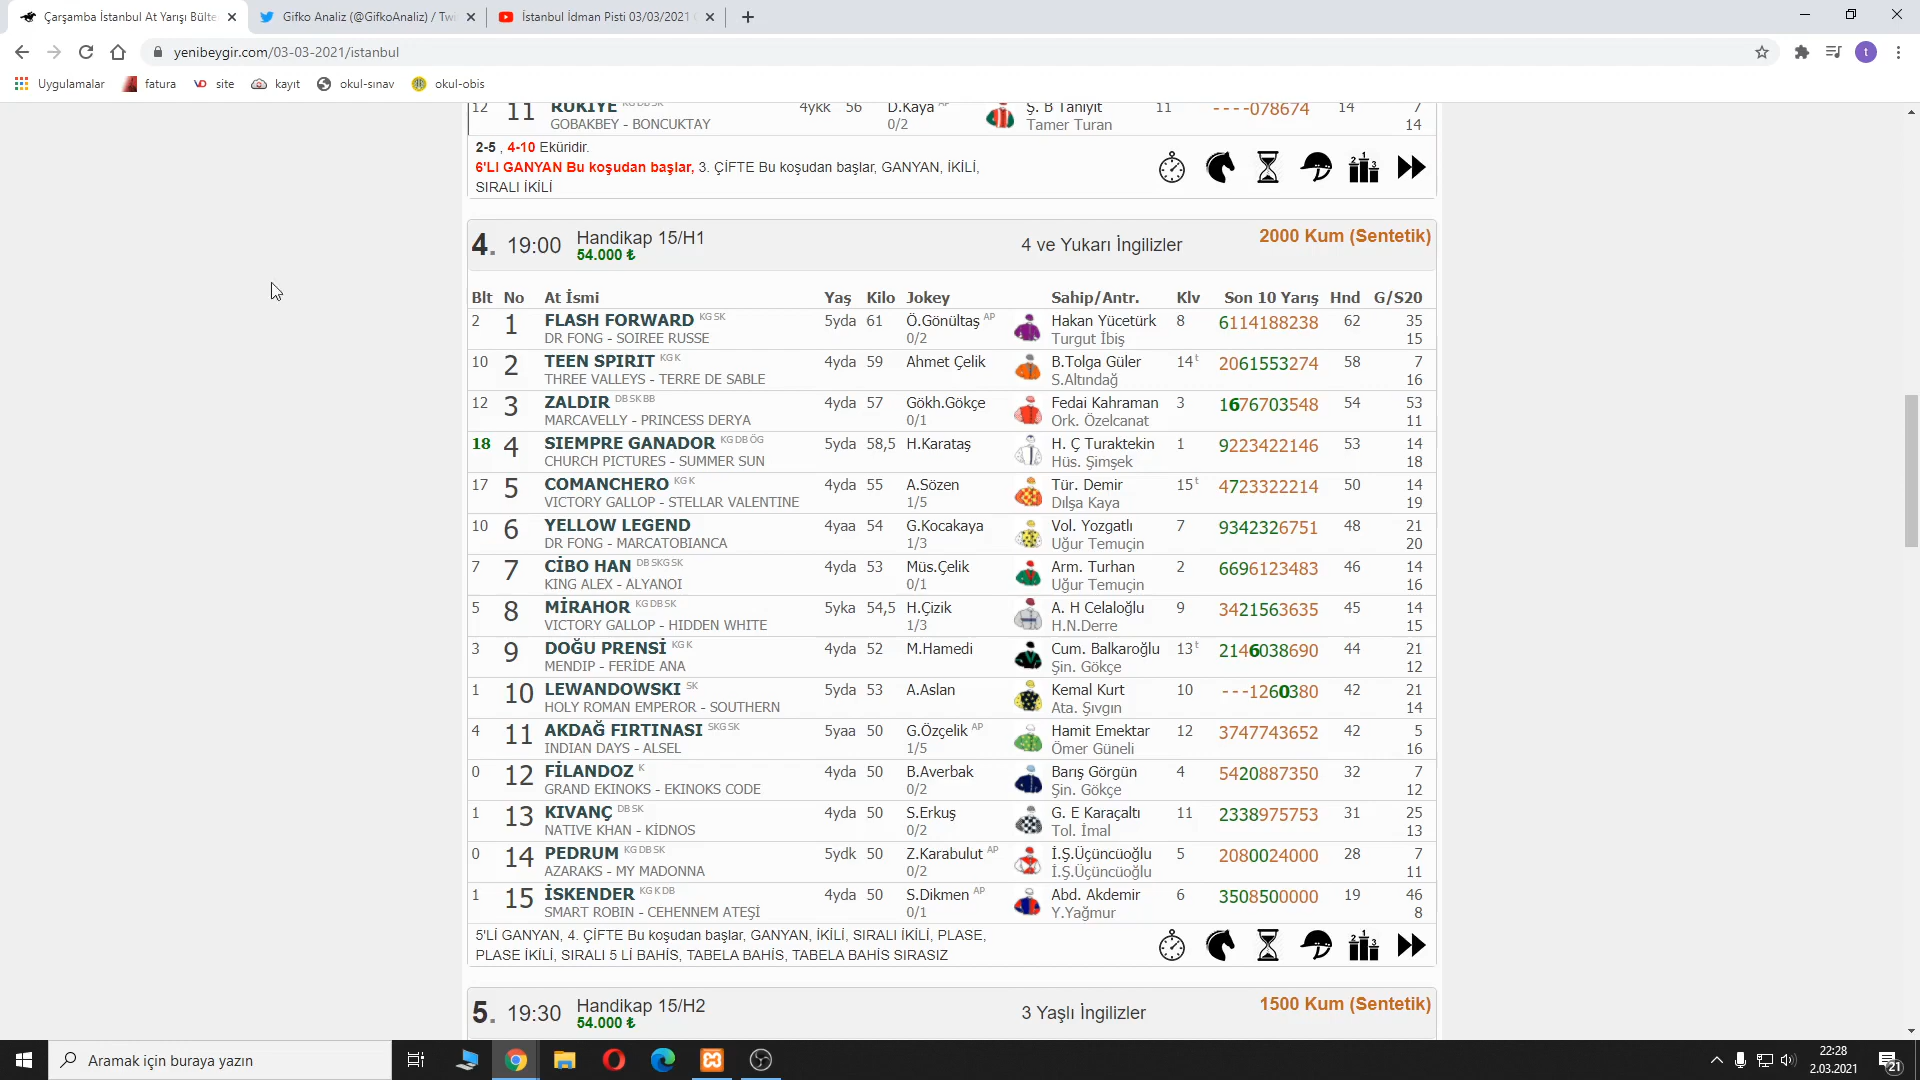 Çarşamba İstanbul At Yarışı Bülte
Gifko Analiz (@GifkoAnaliz) / Twi
İstanbul İdman Pisti 03/03/2021
yenibeygir.com/03-03-2021/istanbul
t
Uygulamalar fatura site kayıt okul-sınav okul-obis
12 11 RUKİYE KG DB SK 4ykk 56 D.Kaya AP Ş. B Tanıyıt 11 ----078674 14 7
GOBAKBEY - BONCUKTAY 0/2 Tamer Turan 14
2-5 , 4-10 Eküridir.
6'LI GANYAN Bu koşudan başlar, 3. ÇİFTE Bu koşudan başlar, GANYAN, İKİLİ,
SIRALI İKİLİ
4. 19:00 Handikap 15/H1 4 ve Yukarı İngilizler 2000 Kum (Sentetik)
54.000 ₺
Blt No At İsmi Yaş Kilo Jokey Sahip/Antr. Klv Son 10 Yarış Hnd G/S20
2 1 FLASH FORWARD KG SK 5yda 61 Ö.Gönültaş AP Hakan Yücetürk 8 6114188238 62 35
DR FONG - SOIREE RUSSE 0/2 Turgut İbiş 15
10 2 TEEN SPIRIT KG K 4yda 59 Ahmet Çelik B.Tolga Güler 14 t 2061553274 58 7
THREE VALLEYS - TERRE DE SABLE S.Altındağ 16
12 3 ZALDIR DB SK BB 4yda 57 Gökh.Gökçe Fedai Kahraman 3 1676703548 54 53
MARCAVELLY - PRINCESS DERYA 0/1 Ork. Özelcanat 11
18 4 SIEMPRE GANADOR KG DB ÖG 5yda 58,5 H.Karataş H. Ç Turaktekin 1 9223422146 53 14
CHURCH PICTURES - SUMMER SUN Hüs. Şimşek 18
17 5 COMANCHERO KG K 4yda 55 A.Sözen Tür. Demir 15 t 4723322214 50 14
VICTORY GALLOP - STELLAR VALENTINE 1/5 Dılşa Kaya 19
10 6 YELLOW LEGEND 4yaa 54 G.Kocakaya Vol. Yozgatlı 7 9342326751 48 21
DR FONG - MARCATOBIANCA 1/3 Uğur Temuçin 20
7 7 CİBO HAN DB SKG SK 4yda 53 Müs.Çelik Arm. Turhan 2 6696123483 46 14
KING ALEX - ALYANOI 0/1 Uğur Temuçin 16
5 8 MİRAHOR KG DB SK 5yka 54,5 H.Çizik A. H Celaloğlu 9 3421563635 45 14
VICTORY GALLOP - HIDDEN WHITE 1/3 H.N.Derre 15
3 9 DOĞU PRENSİ KG K 4yda 52 M.Hamedi Cum. Balkaroğlu 13 t 2146038690 44 21
MENDIP - FERİDE ANA Şin. Gökçe 12
1 10 LEWANDOWSKI SK 5yda 53 A.Aslan Kemal Kurt 10 ---1260380 42 21
HOLY ROMAN EMPEROR - SOUTHERN Ata. Şıvgın 14
4 11 AKDAĞ FIRTINASI SKG SK 5yaa 50 G.Özçelik AP Hamit Emektar 12 3747743652 42 5
INDIAN DAYS - ALSEL 1/5 Ömer Güneli 16
0 12 FİLANDOZ K 4yda 50 B.Averbak Barış Görgün 4 5420887350 32 7
GRAND EKINOKS - EKINOKS CODE 0/2 Şin. Gökçe 12
1 13 KIVANÇ DB SK 4yda 50 S.Erkuş G. E Karaçaltı 11 2338975753 31 25
NATIVE KHAN - KİDNOS 0/2 Tol. İmal 13
0 14 PEDRUM KG DB SK 5ydk 50 Z.Karabulut AP İ.Ş.Üçüncüoğlu 5 2080024000 28 7
AZARAKS - MY MADONNA 0/2 İ.Ş.Üçüncüoğlu 11
1 15 İSKENDER KG K DB 4yda 50 S.Dikmen AP Abd. Akdemir 6 3508500000 19 46
SMART ROBIN - CEHENNEM ATEŞİ 0/1 Y.Yağmur 8
5'Lİ GANYAN, 4. ÇİFTE Bu koşudan başlar, GANYAN, İKİLİ, SIRALI İKİLİ, PLASE,
PLASE İKİLİ, SIRALI 5 Lİ BAHİS, TABELA BAHİS, TABELA BAHİS SIRASIZ
5. 19:30 Handikap 15/H2 3 Yaşlı İngilizler 1500 Kum (Sentetik)
54.000 ₺
Aramak için buraya yazın
22:28
2.03.2021
21